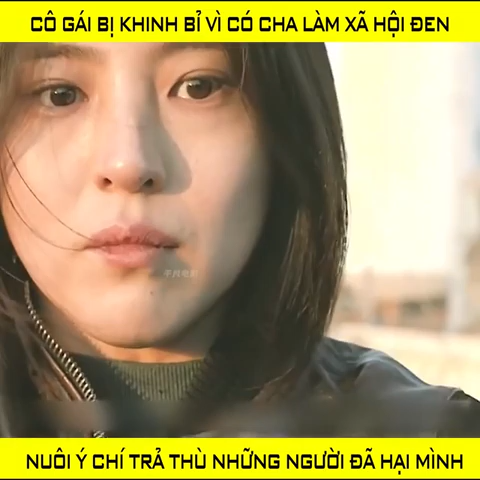 CÔ GÁI BỊ KHINH BỈ VÌ CÓ CHA LÀM XÃ HỘI ĐEN
NUÔI Ý CHÍ TRẢ THÙ NHỮNG NGƯỜI ĐÃ HẠI MÌNH